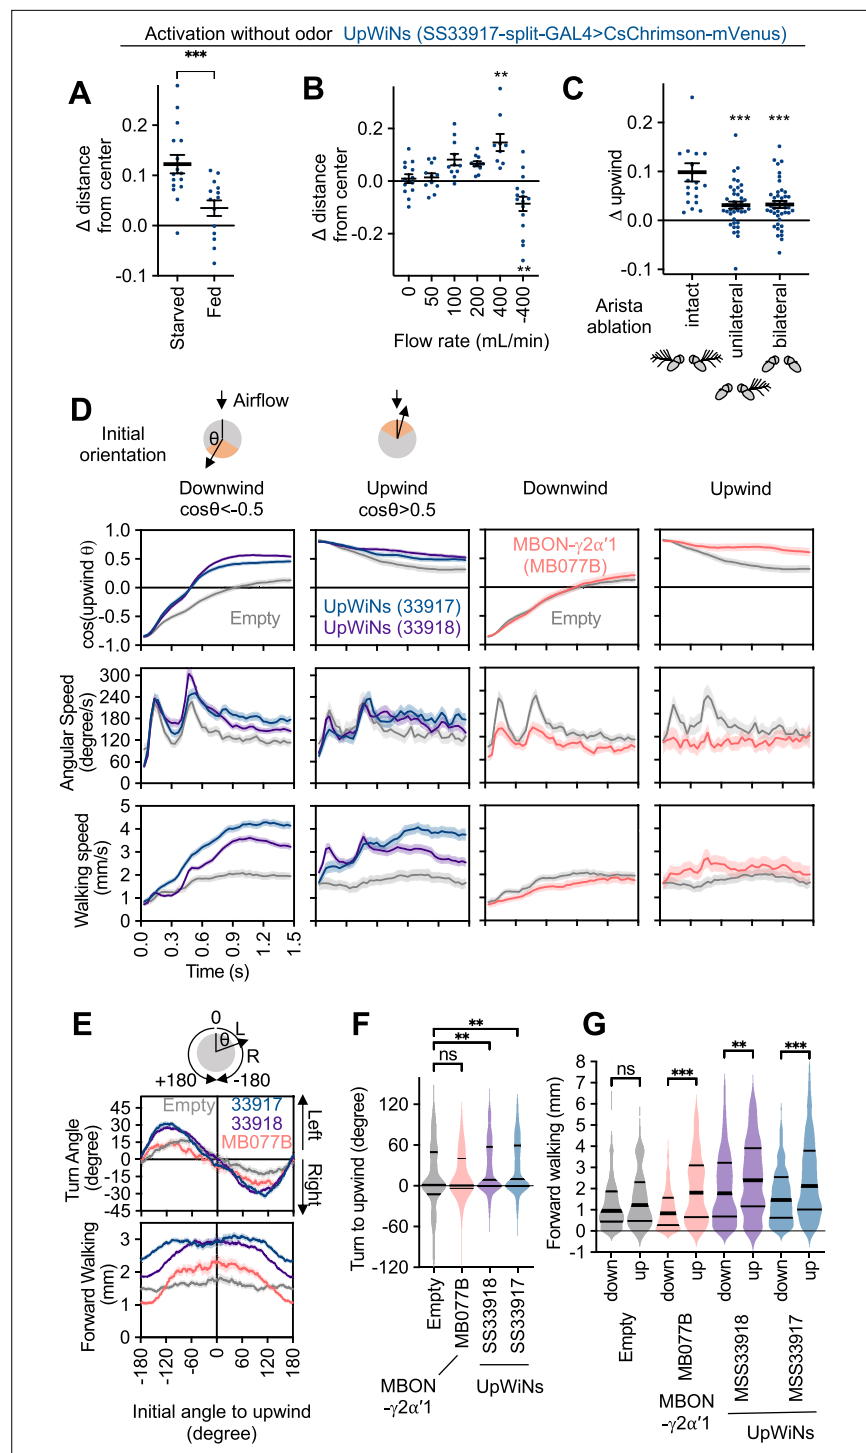 Activation without odor UpWiNs (SS33917-split-GAL4>CsChrimson-mVenus)
A
***
Δ distance
from center
0.2
0.1
0.0
-0.1
Starved
Fed
B
**
Δ distance
from center
0.2
0.0
-0.2
**
0
50
100
200
400
-400
Flow rate (mL/min)
C
*** ***
Δ upwind
0.3
0.2
0.1
0.0
-0.1
Arista
ablation
intact
unilateral
bilateral
D
Airflow
Initial
orientation
θ
Downwind
cosθ<-0.5
Upwind
cosθ>0.5
Downwind
Upwind
cos(upwind θ)
1.0
0.5
0.0
-0.5
-1.0
Empty
UpWiNs (33917)
UpWiNs (33918)
MBON-γ2α'1
(MB077B)
Empty
Angular Speed
(degree/s)
300
240
180
120
60
0
Walking speed
(mm/s)
5
4
3
2
1
0
0.0
0.3
0.6
0.9
1.2
1.5
Time (s)
E
0
θ
L
R
+180 -180
Empty 33917
33918
MB077B
Turn Angle
(degree)
45
30
15
0
-15
-30
-45
Left
Right
Forward Walking
(mm)
3
2
1
0
-180
-120
-60
0
60
120
180
Initial angle to upwind
(degree)
F
**
**
ns
Turn to upwind (degree)
120
60
0
-60
-120
Empty
MB077B
SS33918
SS33917
MBON
-γ2α'1
UpWiNs
G
ns *** ** ***
Forward walking (mm)
8
7
6
5
4
3
2
1
0
-1
down
up
down
up
down
up
down
up
Empty
MB077B
MSS33918
MSS33917
MBON
-γ2α'1
UpWiNs